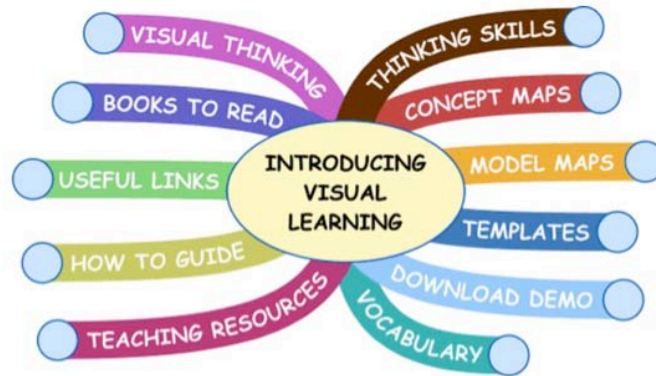 VISUAL THINKING
BOOKS TO READ
USEFUL LINKS
HOW TO GUIDE
TEACHING RESOURCES
INTRODUCING
VISUAL
LEARNING
THINKING SKILLS
CONCEPT MAPS
MODEL MAPS
TEMPLATES
DOWNLOAD DEMO
VOCABULARY